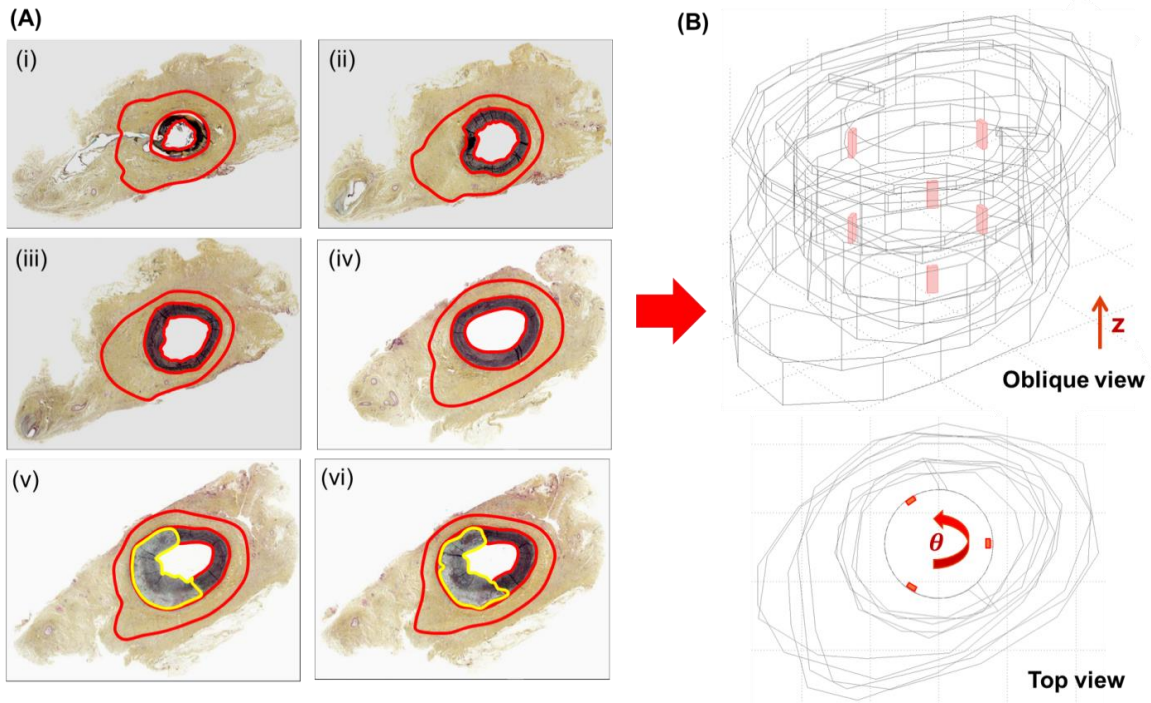 (A)
(i)
(ii)
(iii)
(iv)
(v)
(vi)
(B)
z
Oblique view
θ
Top view